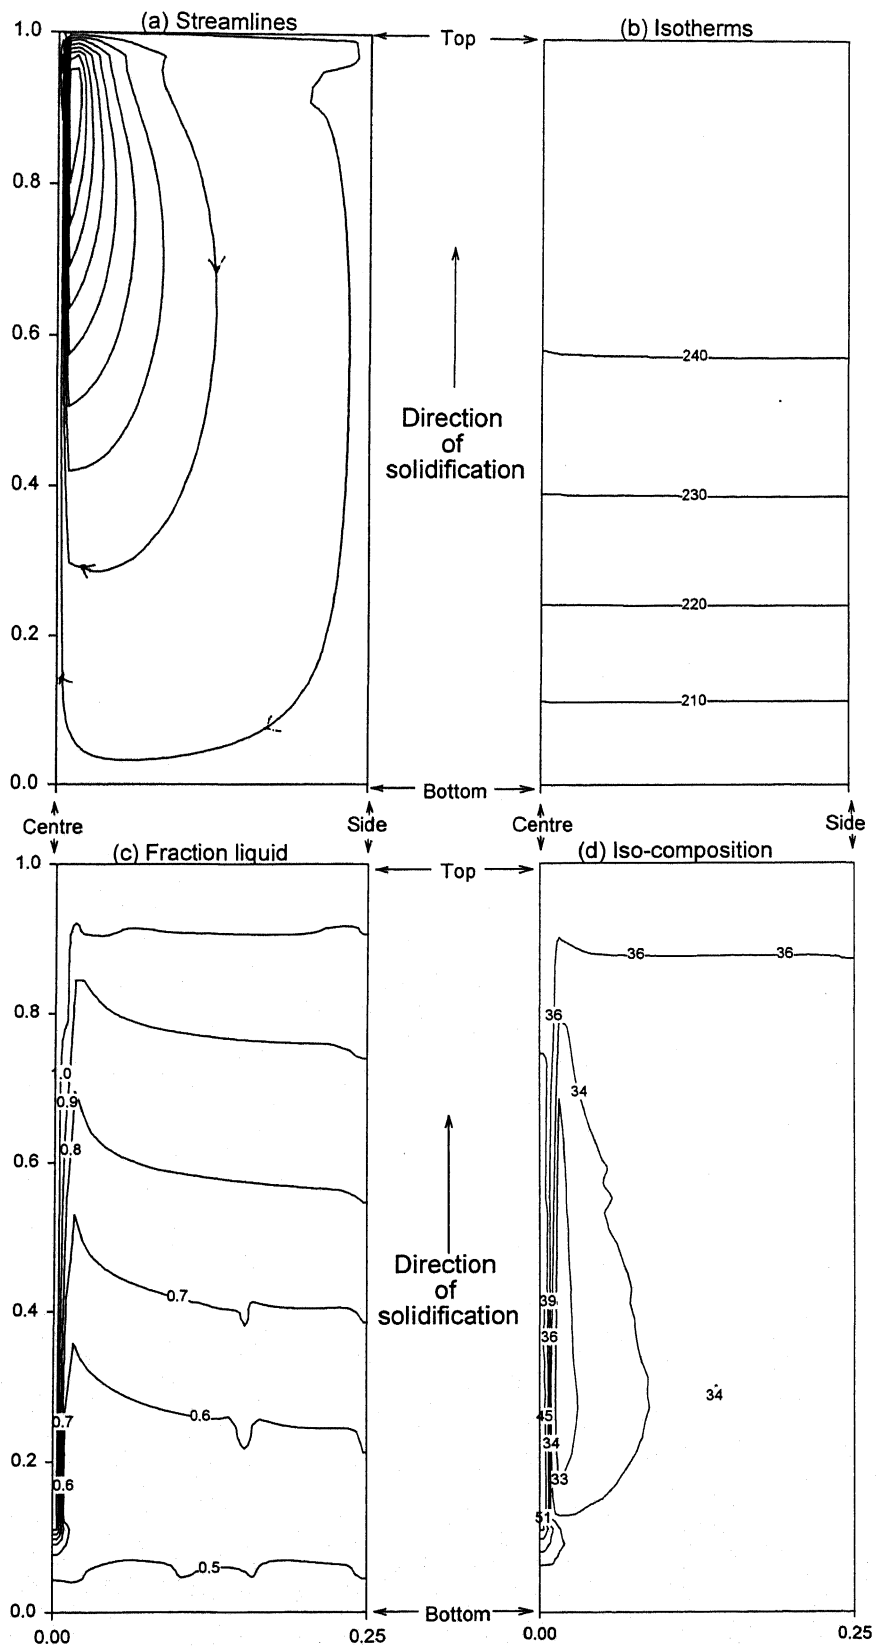 (a) Streamlines
(b) Isotherms
1.0
Top
0.8
0.6
240
Direction
of
solidification
0.4
230
220
0.2
210
0.0
Bottom
Centre
Side
Centre
Side
(c) Fraction liquid
(d) Iso-composition
1.0
Top
36
36
0.8
36
.0
34
0.9
0.8
0.6
Direction
of
solidification
0.7
39
0.4
36
34
0.6
0.7
45
34
0.2
0.6
33
51
0.5
0.0
Bottom
0.00
0.25
0.00
0.25